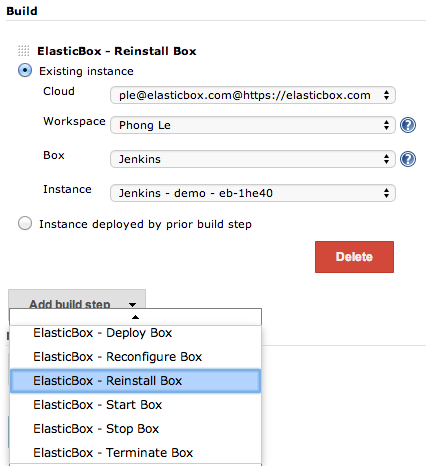 Build
ElasticBox - Reinstall Box
Existing instance
Cloud ple@elasticbox.com@https://elasticbox.com
Workspace Phong Le ?
Box Jenkins ?
Instance Jenkins - demo - eb-1he40
Instance deployed by prior build step
Delete
Add build step
ElasticBox - Deploy Box
ElasticBox - Reconfigure Box
ElasticBox - Reinstall Box
ElasticBox - Start Box
ElasticBox - Stop Box
ElasticBox - Terminate Box